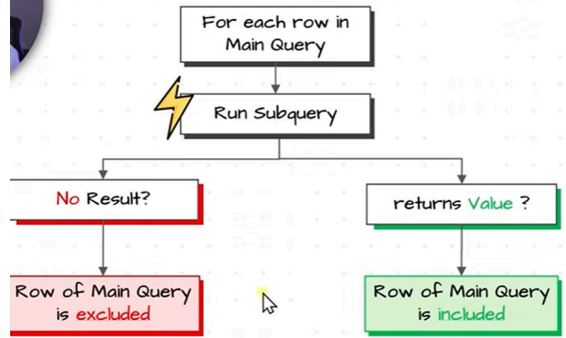 For each row in
Main Query
Run Subquery
No Result?
returns Value ?
Row of Main Query
is excluded
Row of Main Query
is included